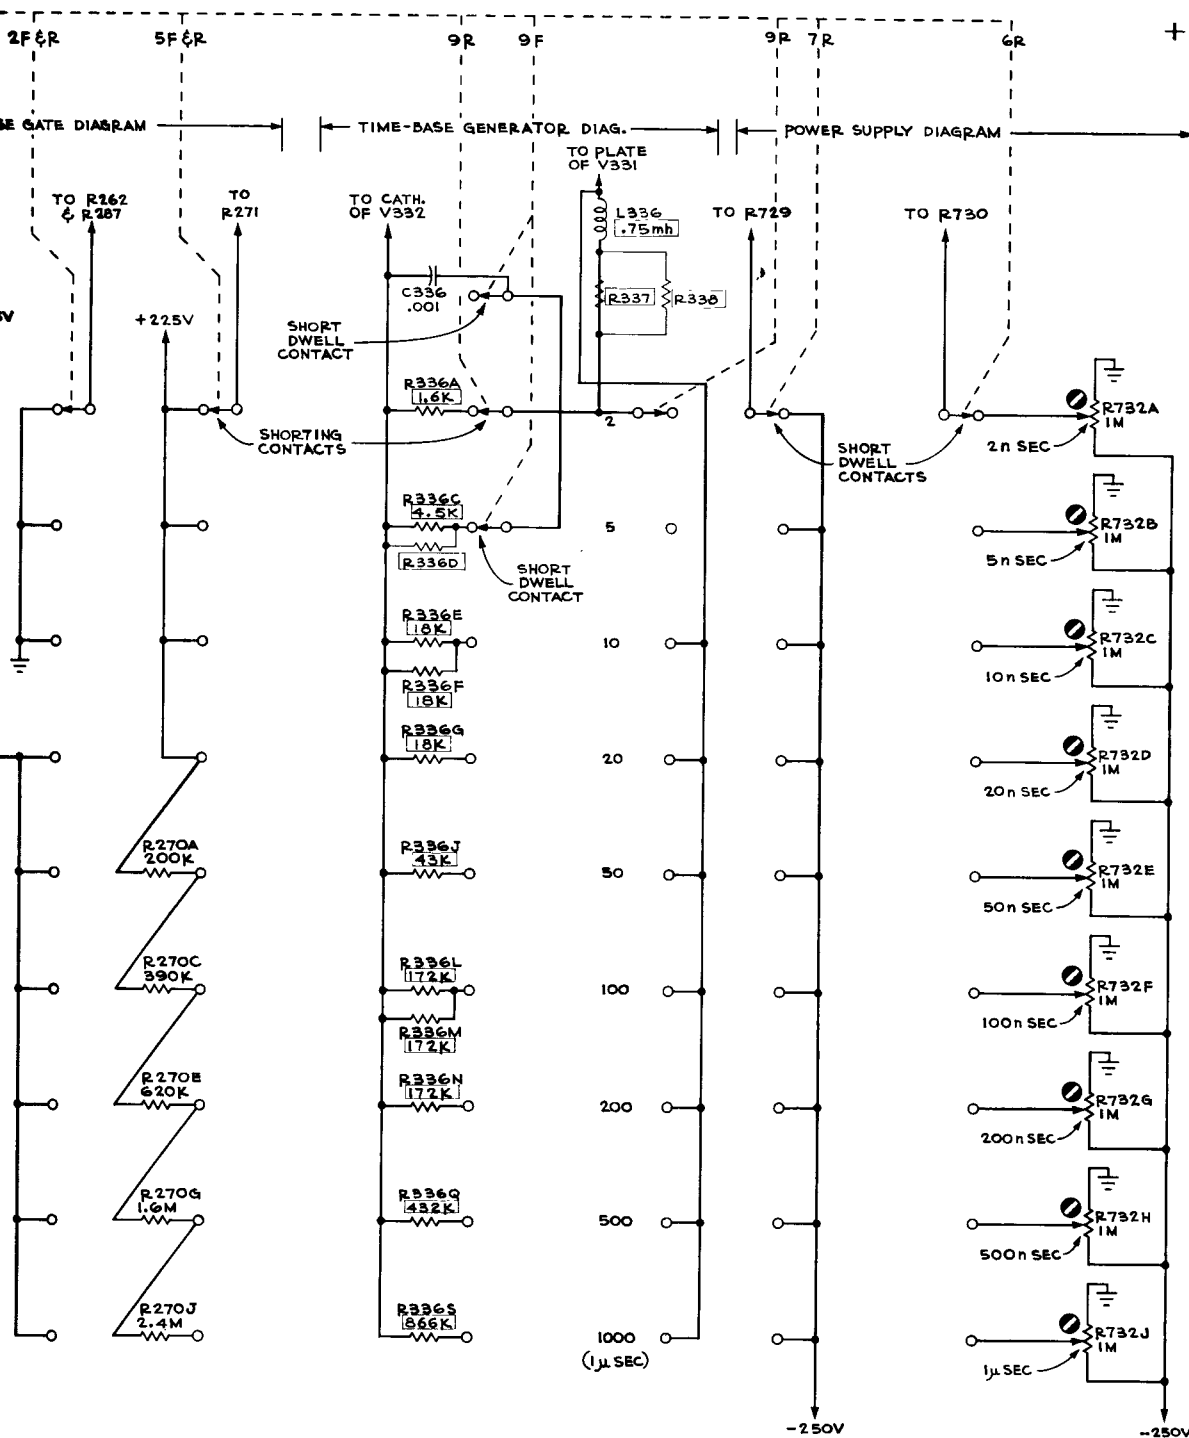 2F & R
5F & R
9R
9F
9R
7R
6R
SE GATE DIAGRAM
TIME-BASE GENERATOR DIAG.
POWER SUPPLY DIAGRAM
TO R262
& R287
TO
R271
TO CATH.
OF V332
TO PLATE
OF V331
L336
.75mh
TO R729
TO R730
C336
.001
R337
R338
+225V
SHORT
DWELL
CONTACT
R336A
1.6K
SHORTING
CONTACTS
2
SHORT
DWELL
CONTACTS
R732A
1M
2n SEC
R336C
4.5K
R336D
SHORT
DWELL
CONTACT
5
R732B
1M
5n SEC
R336E
18K
R336F
18K
10
R732C
1M
10n SEC
R336G
18K
20
R732D
1M
20n SEC
R270A
200K
R336J
43K
50
R732E
1M
50n SEC
R270C
390K
R336L
172K
R336M
172K
100
R732F
1M
100n SEC
R270E
620K
R336N
172K
200
R732G
1M
200n SEC
R270G
1.6M
R336Q
432K
500
R732H
1M
500n SEC
R270J
2.4M
R336S
866K
1000
(1µ SEC)
R732J
1M
1µ SEC
-250V
-250V